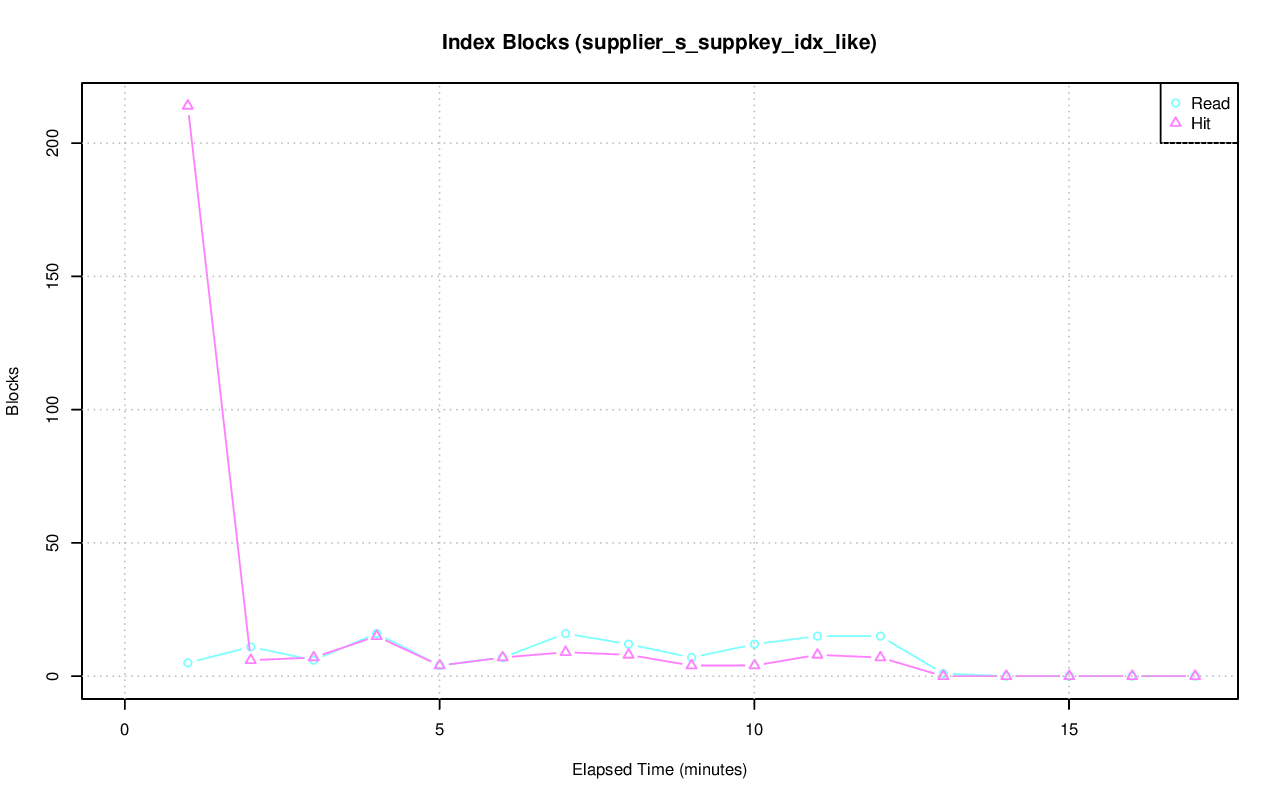 Index Blocks (supplier_s_suppkey_idx_like)
Read
Hit
200
150
100
50
0
Blocks
0 5 10 15
Elapsed Time (minutes)